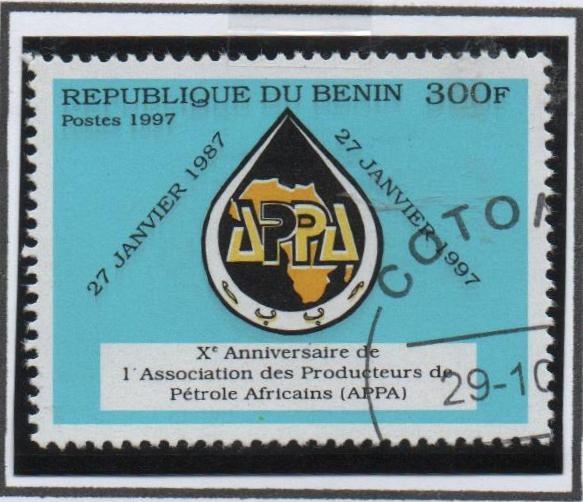 REPUBLIQUE DU BENIN 300F
Postes 1997
27 JANVIER 1987
27 JANVIER 1997
APPA
Xe Anniversaire de
l'Association des Producteurs de
Pétrole Africains (APPA)
COTON
29-10